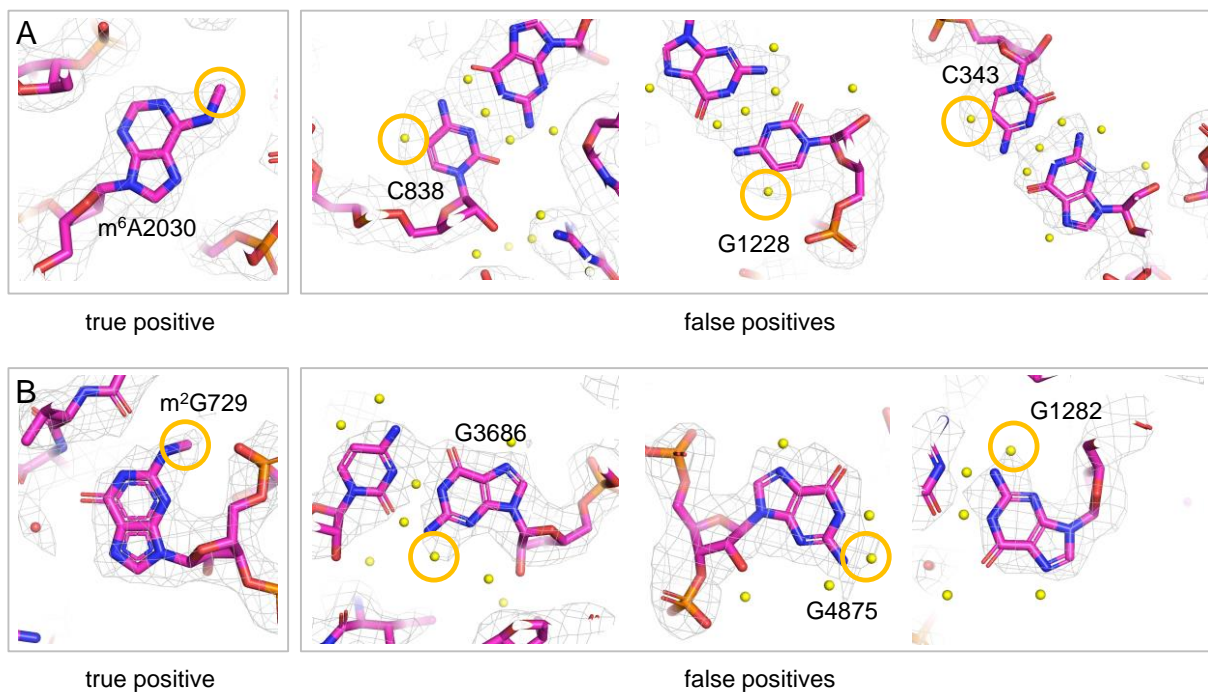 A
C343
C838
G1228
m⁶A2030
true positive
false positives
B
m²G729
G3686
G1282
G4875
true positive
false positives